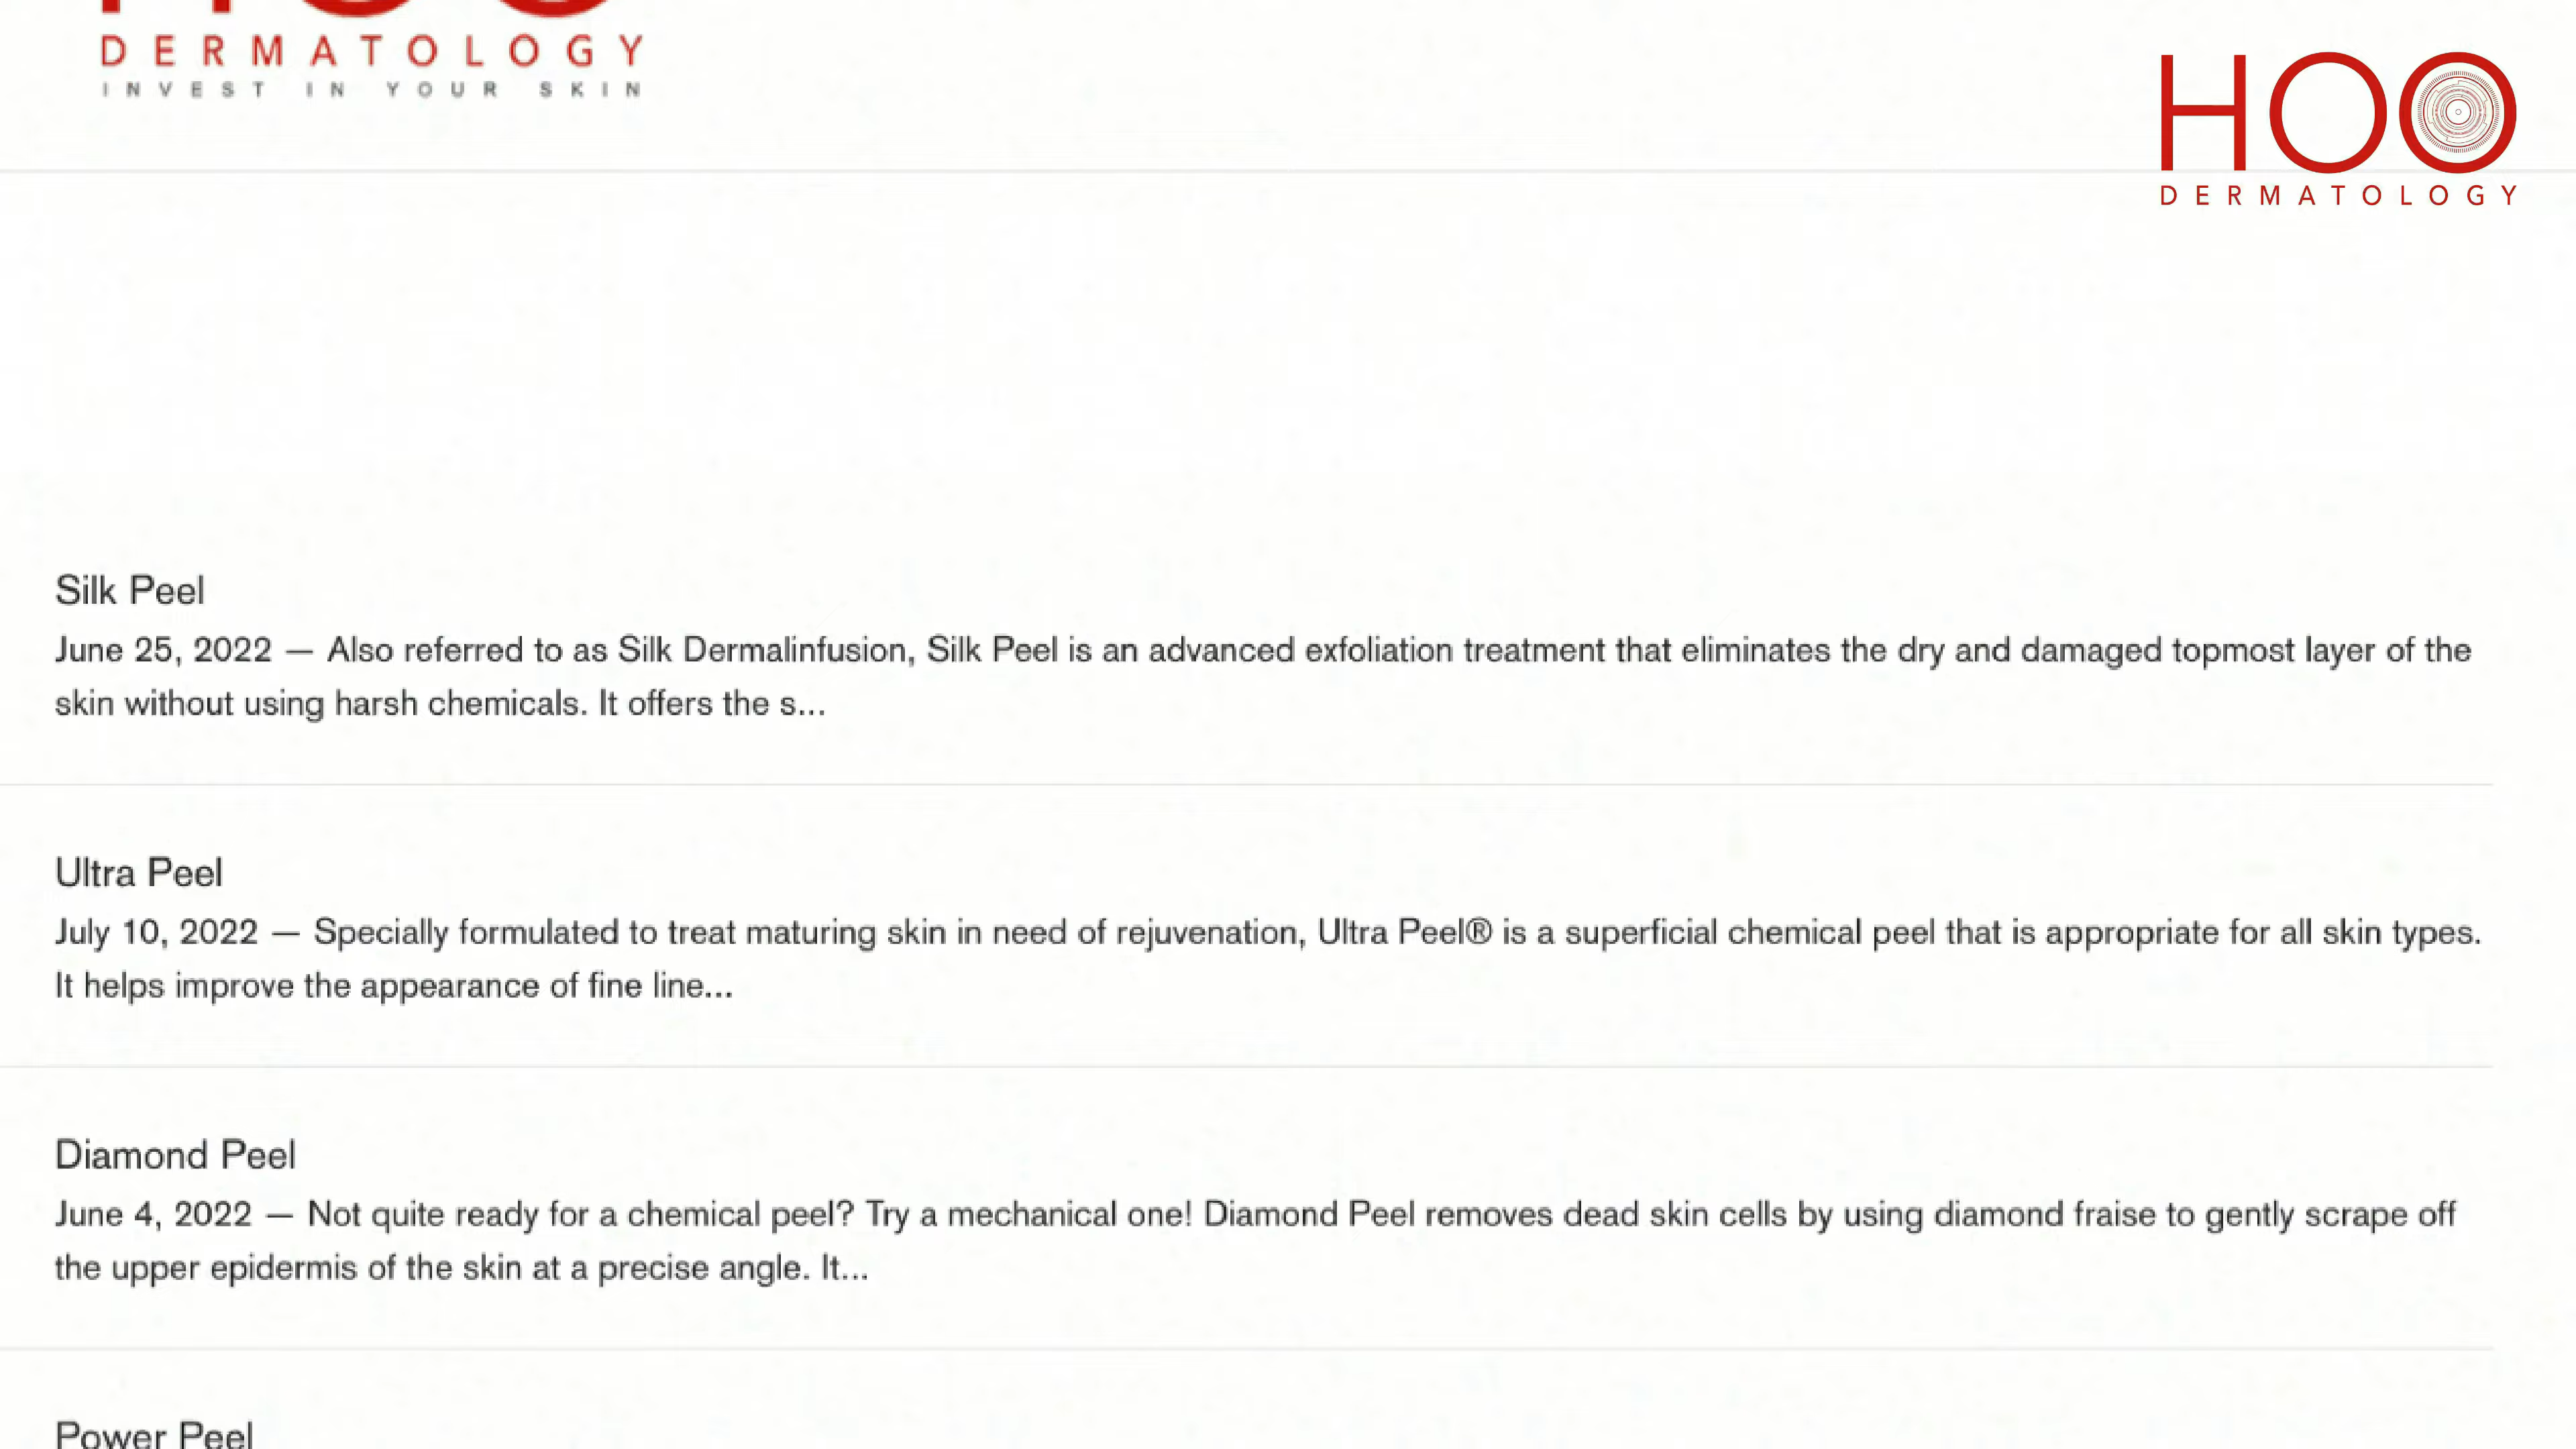 DERMATOLOGY
INVEST IN YOUR SKIN
HOO
DERMATOLOGY
Silk Peel
June 25, 2022 — Also referred to as Silk Dermalinfusion, Silk Peel is an advanced exfoliation treatment that eliminates the dry and damaged topmost layer of the
skin without using harsh chemicals. It offers the s...
Ultra Peel
July 10, 2022 — Specially formulated to treat maturing skin in need of rejuvenation, Ultra Peel® is a superficial chemical peel that is appropriate for all skin types.
It helps improve the appearance of fine line...
Diamond Peel
June 4, 2022 — Not quite ready for a chemical peel? Try a mechanical one! Diamond Peel removes dead skin cells by using diamond fraise to gently scrape off
the upper epidermis of the skin at a precise angle. It...
Power Peel